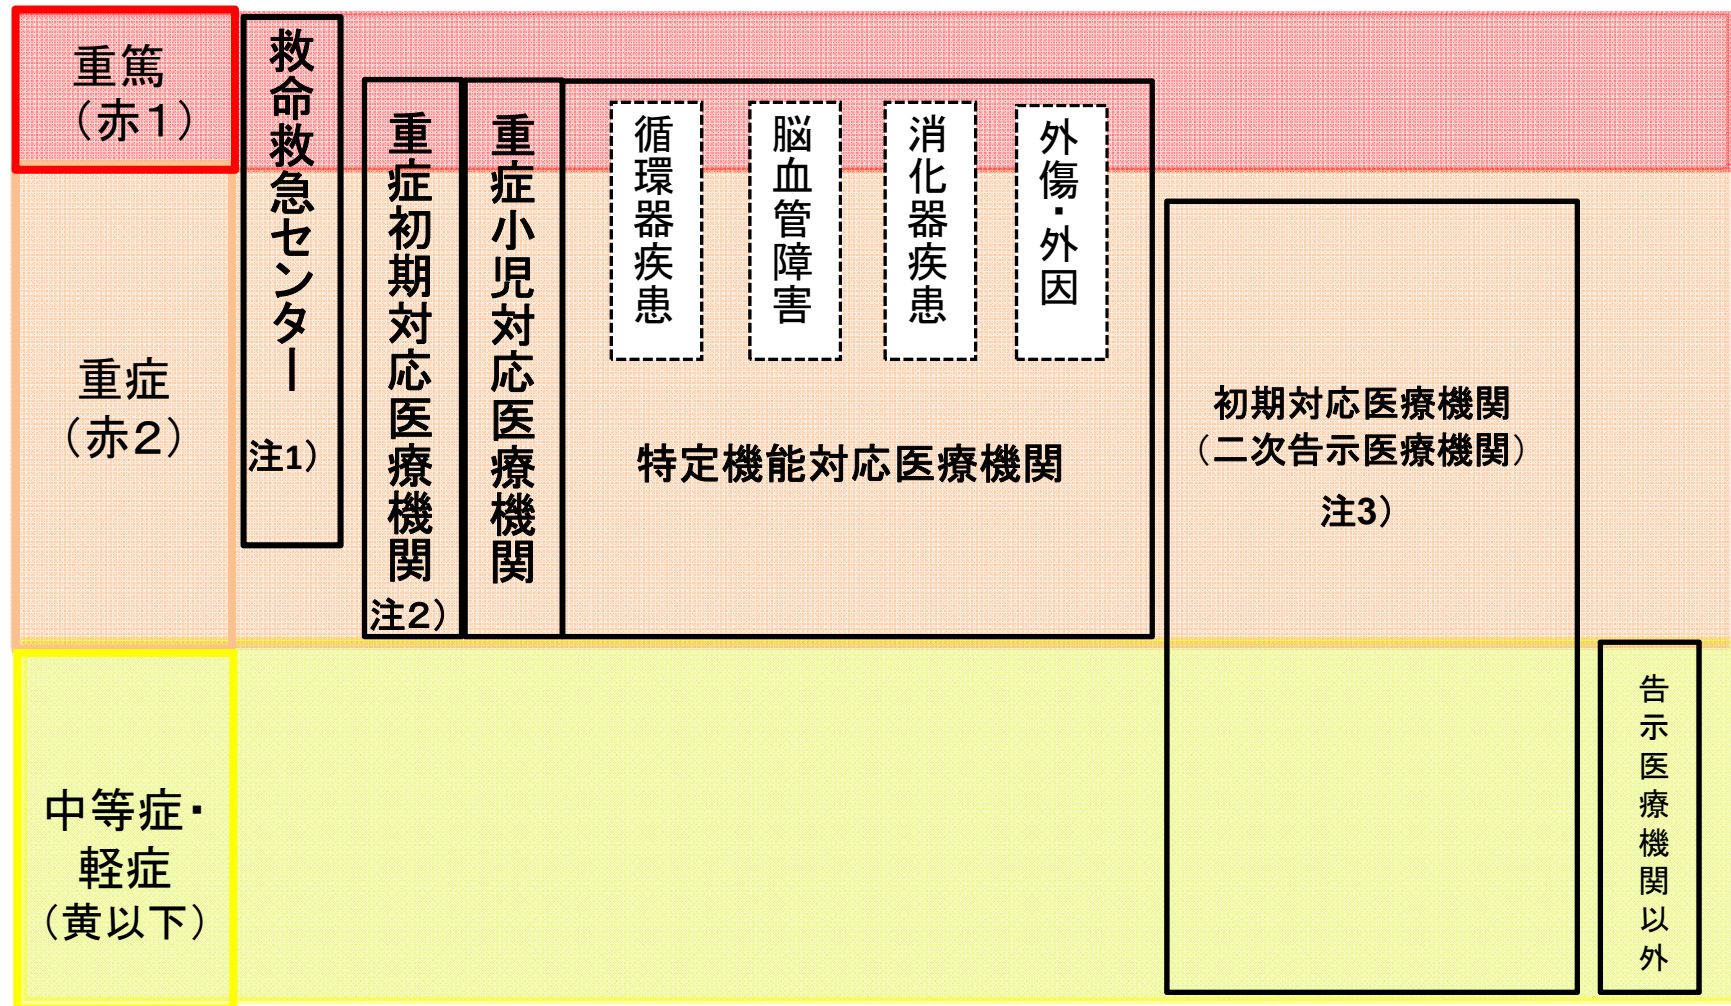 重篤
（赤１）
重症
（赤２）
中等症・
軽症
（黄以下）
救命救急センター
注1）
重症初期対応医療機関
注２）
重症小児対応医療機関
循環器疾患
脳血管障害
消化器疾患
外傷・外因
特定機能対応医療機関
初期対応医療機関
（二次告示医療機関）
注3）
告示医療機関以外